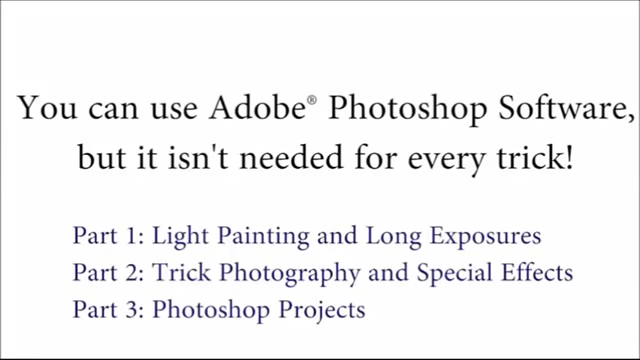 You can use Adobe® Photoshop Software,
but it isn't needed for every trick!
Part 1: Light Painting and Long Exposures
Part 2: Trick Photography and Special Effects
Part 3: Photoshop Projects